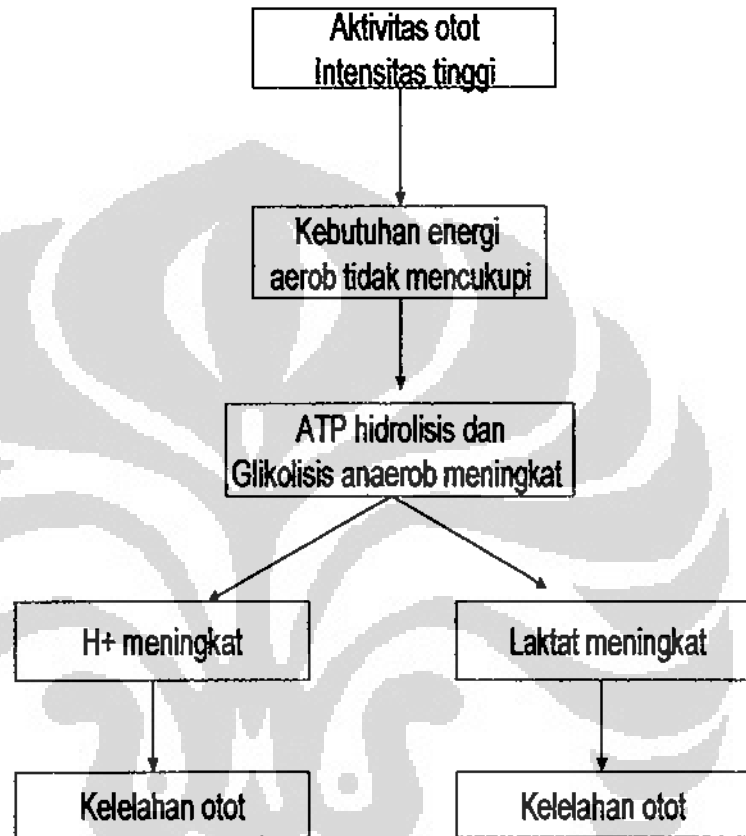 Aktivitas otot
Intensitas tinggi
Kebutuhan energi
aerob tidak mencukupi
ATP hidrolisis dan
Glikolisis anaerob meningkat
H+ meningkat
Laktat meningkat
Kelelahan otot
Kelelahan otot